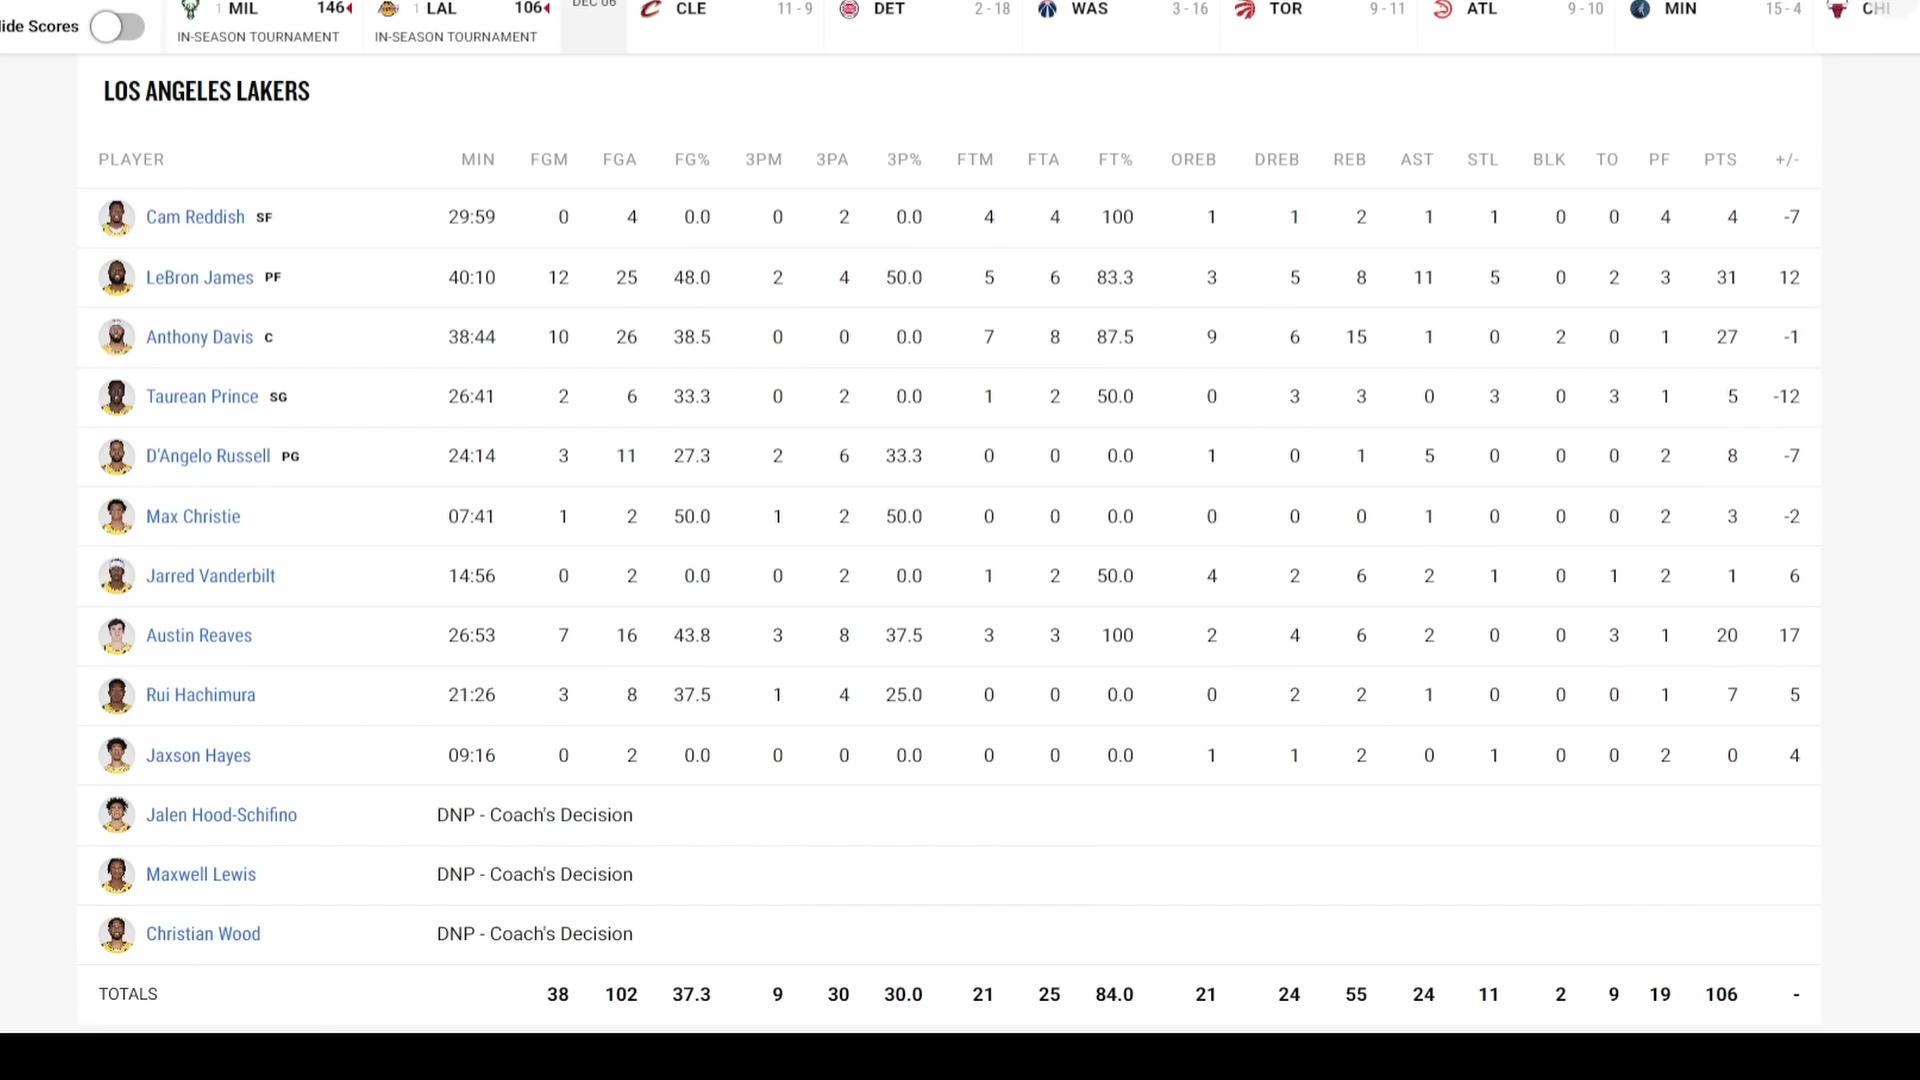 Hide Scores
1 MIL 146
IN-SEASON TOURNAMENT
1 LAL 106
IN-SEASON TOURNAMENT
DEC 06
CLE 11 - 9
DET 2 - 18
WAS 3 - 16
TOR 9 - 11
ATL 9 - 10
MIN 15 - 4
CHI
LOS ANGELES LAKERS
PLAYER MIN FGM FGA FG% 3PM 3PA 3P% FTM FTA FT% OREB DREB REB AST STL BLK TO PF PTS +/-
Cam Reddish SF 29:59 0 4 0.0 0 2 0.0 4 4 100 1 1 2 1 1 0 0 4 4 -7
LeBron James PF 40:10 12 25 48.0 2 4 50.0 5 6 83.3 3 5 8 11 5 0 2 3 31 12
Anthony Davis C 38:44 10 26 38.5 0 0 0.0 7 8 87.5 9 6 15 1 0 2 0 1 27 -1
Taurean Prince SG 26:41 2 6 33.3 0 2 0.0 1 2 50.0 0 3 3 0 3 0 3 1 5 -12
D'Angelo Russell PG 24:14 3 11 27.3 2 6 33.3 0 0 0.0 1 0 1 5 0 0 0 2 8 -7
Max Christie 07:41 1 2 50.0 1 2 50.0 0 0 0.0 0 0 0 1 0 0 0 2 3 -2
Jarred Vanderbilt 14:56 0 2 0.0 0 2 0.0 1 2 50.0 4 2 6 2 1 0 1 2 1 6
Austin Reaves 26:53 7 16 43.8 3 8 37.5 3 3 100 2 4 6 2 0 0 3 1 20 17
Rui Hachimura 21:26 3 8 37.5 1 4 25.0 0 0 0.0 0 2 2 1 0 0 0 1 7 5
Jaxson Hayes 09:16 0 2 0.0 0 0 0.0 0 0 0.0 1 1 2 0 1 0 0 2 0 4
Jalen Hood-Schifino DNP - Coach's Decision
Maxwell Lewis DNP - Coach's Decision
Christian Wood DNP - Coach's Decision
TOTALS 38 102 37.3 9 30 30.0 21 25 84.0 21 24 55 24 11 2 9 19 106 -